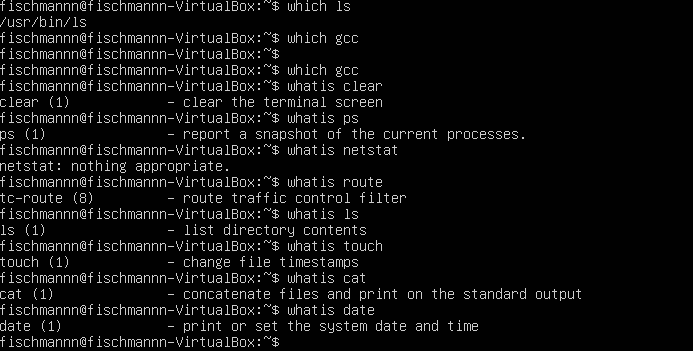 fischmannn@fischmannn-VirtualBox:~$ which ls
/usr/bin/ls
fischmannn@fischmannn-VirtualBox:~$ which gcc
fischmannn@fischmannn-VirtualBox:~$
fischmannn@fischmannn-VirtualBox:~$ which gcc
fischmannn@fischmannn-VirtualBox:~$ whatis clear
clear (1)            - clear the terminal screen
fischmannn@fischmannn-VirtualBox:~$ whatis ps
ps (1)               - report a snapshot of the current processes.
fischmannn@fischmannn-VirtualBox:~$ whatis netstat
netstat: nothing appropriate.
fischmannn@fischmannn-VirtualBox:~$ whatis route
tc-route (8)         - route traffic control filter
fischmannn@fischmannn-VirtualBox:~$ whatis ls
ls (1)               - list directory contents
fischmannn@fischmannn-VirtualBox:~$ whatis touch
touch (1)            - change file timestamps
fischmannn@fischmannn-VirtualBox:~$ whatis cat
cat (1)              - concatenate files and print on the standard output
fischmannn@fischmannn-VirtualBox:~$ whatis date
date (1)             - print or set the system date and time
fischmannn@fischmannn-VirtualBox:~$